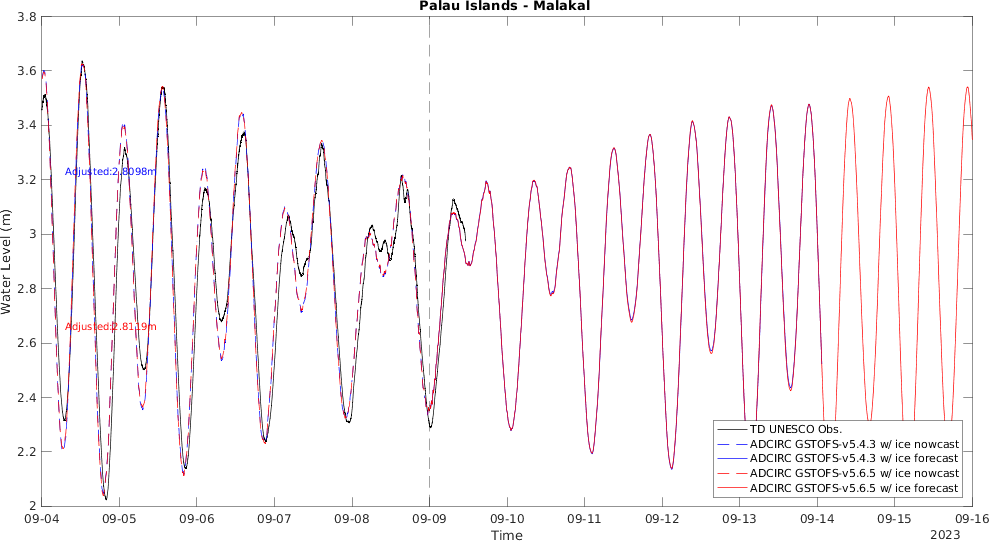 Palau Islands - Malakal
3.8
3.6
3.4
3.2
3
2.8
2.6
2.4
2.2
2
Water Level (m)
Adjusted:2.8098m
Adjusted:2.8119m
TD UNESCO Obs.
ADCIRC GSTOFS-v5.4.3 w/ ice nowcast
ADCIRC GSTOFS-v5.4.3 w/ ice forecast
ADCIRC GSTOFS-v5.6.5 w/ ice nowcast
ADCIRC GSTOFS-v5.6.5 w/ ice forecast
09-04 09-05 09-06 09-07 09-08 09-09 09-10 09-11 09-12 09-13 09-14 09-15 09-16
Time
2023